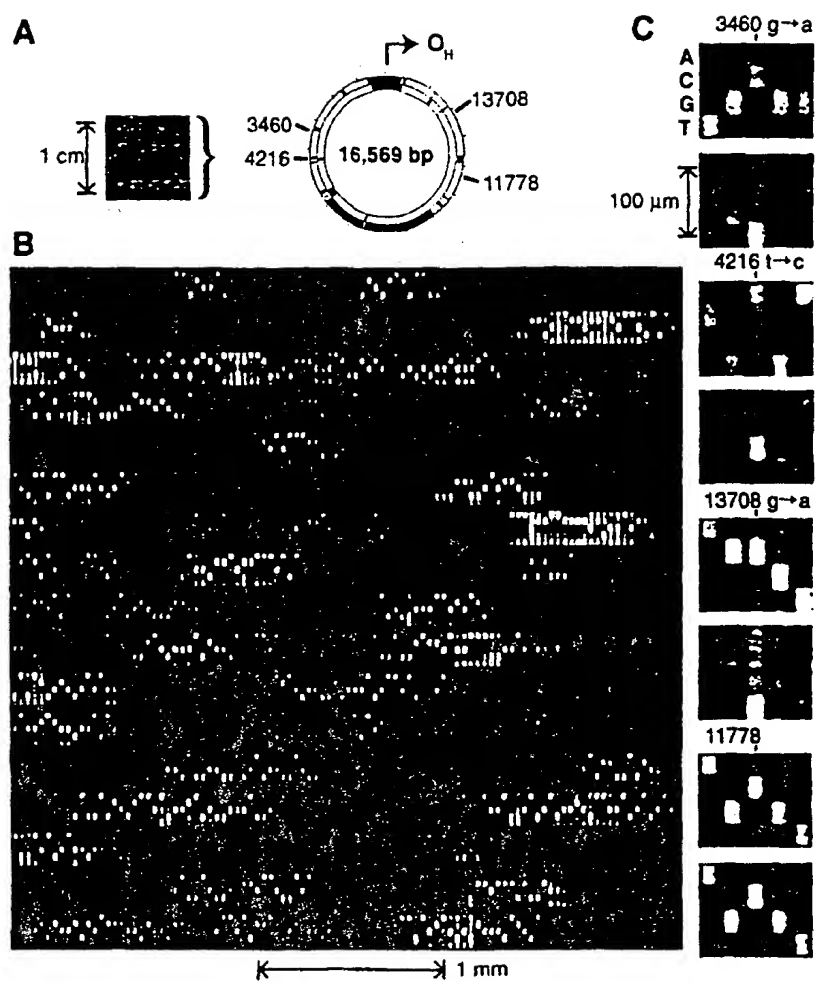 A
O_H
13708
3460
4216
16,569 bp
11778
1 cm
B
1 mm
C
3460 g→a
A
C
G
T
100 µm
4216 t→c
13708 g→a
11778